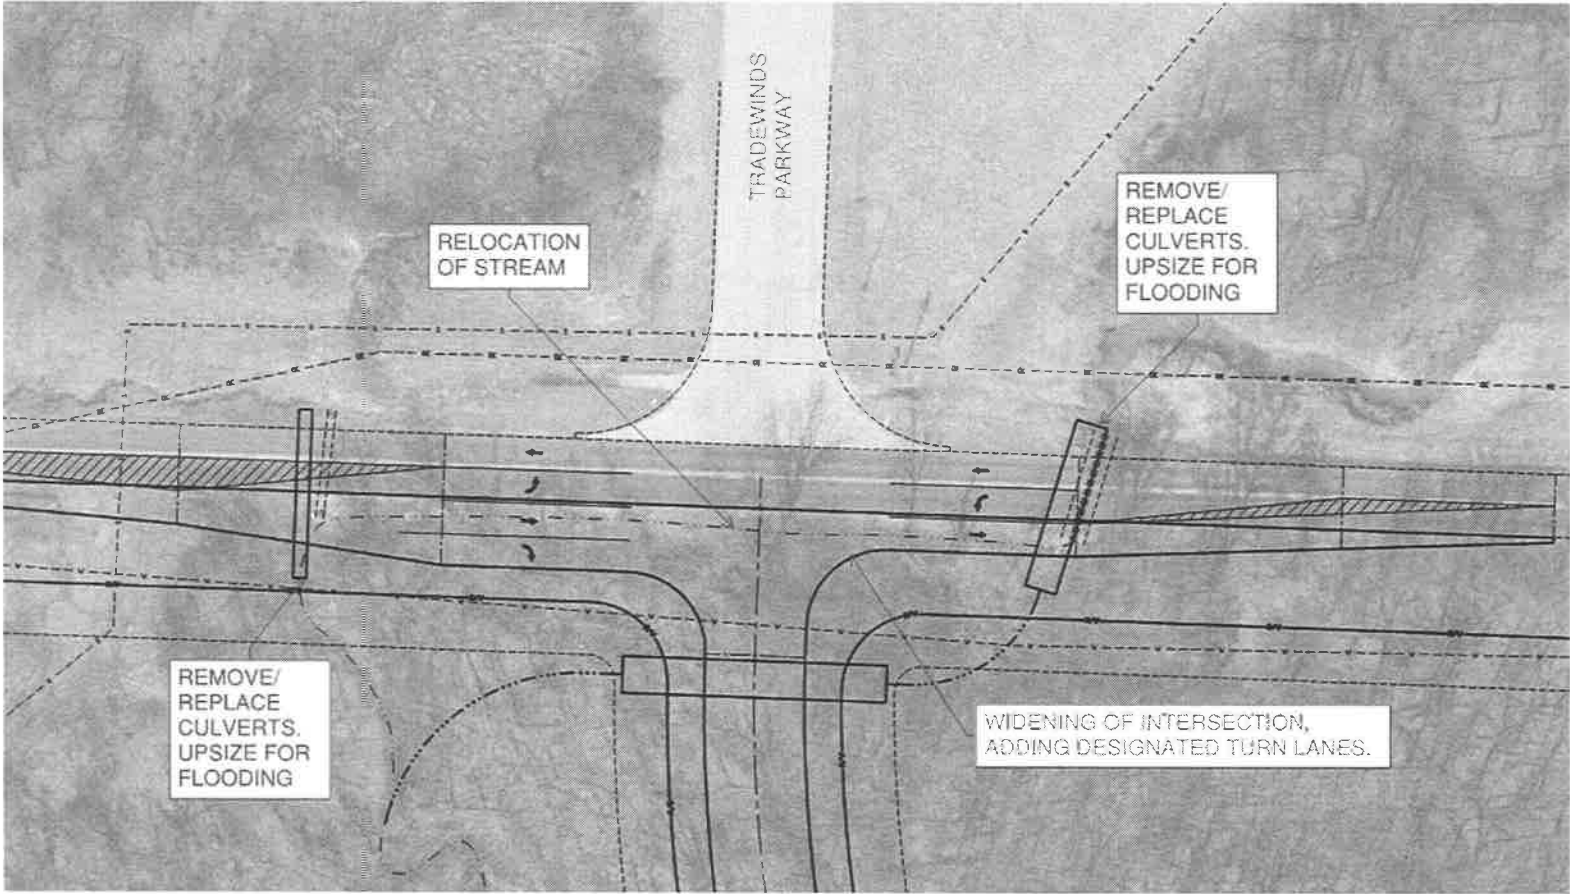 TRADEWINDS
PARKWAY
RELOCATION
OF STREAM
REMOVE/
REPLACE
CULVERTS.
UPSIZE FOR
FLOODING
REMOVE/
REPLACE
CULVERTS.
UPSIZE FOR
FLOODING
WIDENING OF INTERSECTION,
ADDING DESIGNATED TURN LANES.